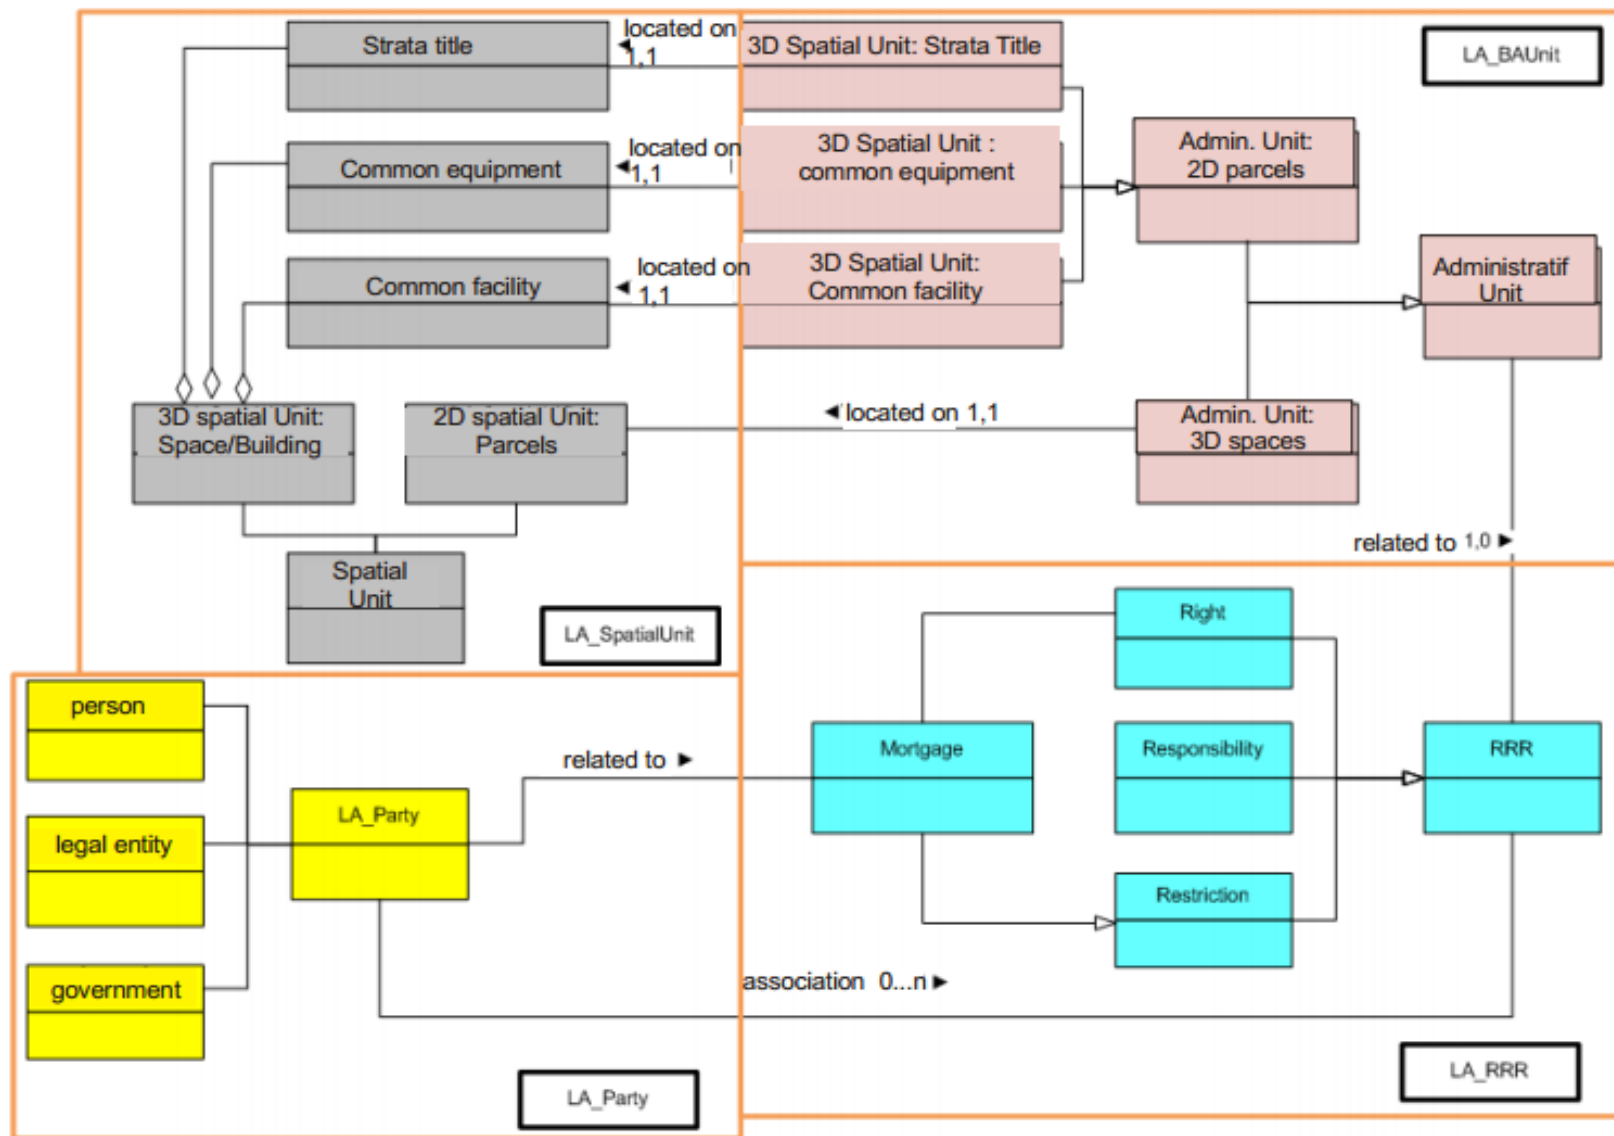 Strata title
located on
1,1
3D Spatial Unit: Strata Title
LA_BAUnit
Common equipment
located on
1,1
3D Spatial Unit :
common equipment
Admin. Unit:
2D parcels
Common facility
located on
1,1
3D Spatial Unit:
Common facility
Administratif
Unit
3D spatial Unit:
Space/Building
2D spatial Unit:
Parcels
located on 1,1
Admin. Unit:
3D spaces
related to 1,0
Spatial
Unit
LA_SpatialUnit
Right
person
related to
Mortgage
Responsibility
RRR
LA_Party
legal entity
Restriction
government
association 0...n
LA_Party
LA_RRR